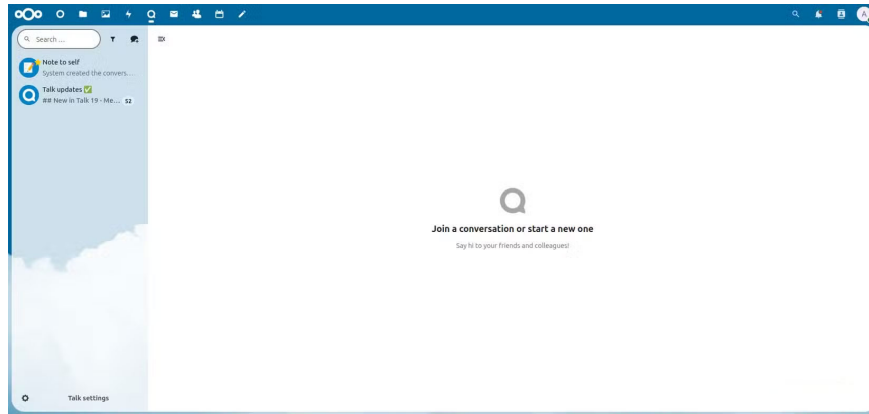 A
Search ...
Note to self
System created the convers...
Talk updates ✅
## New in Talk 19 - Me... 52
Join a conversation or start a new one
Say hi to your friends and colleagues!
Talk settings